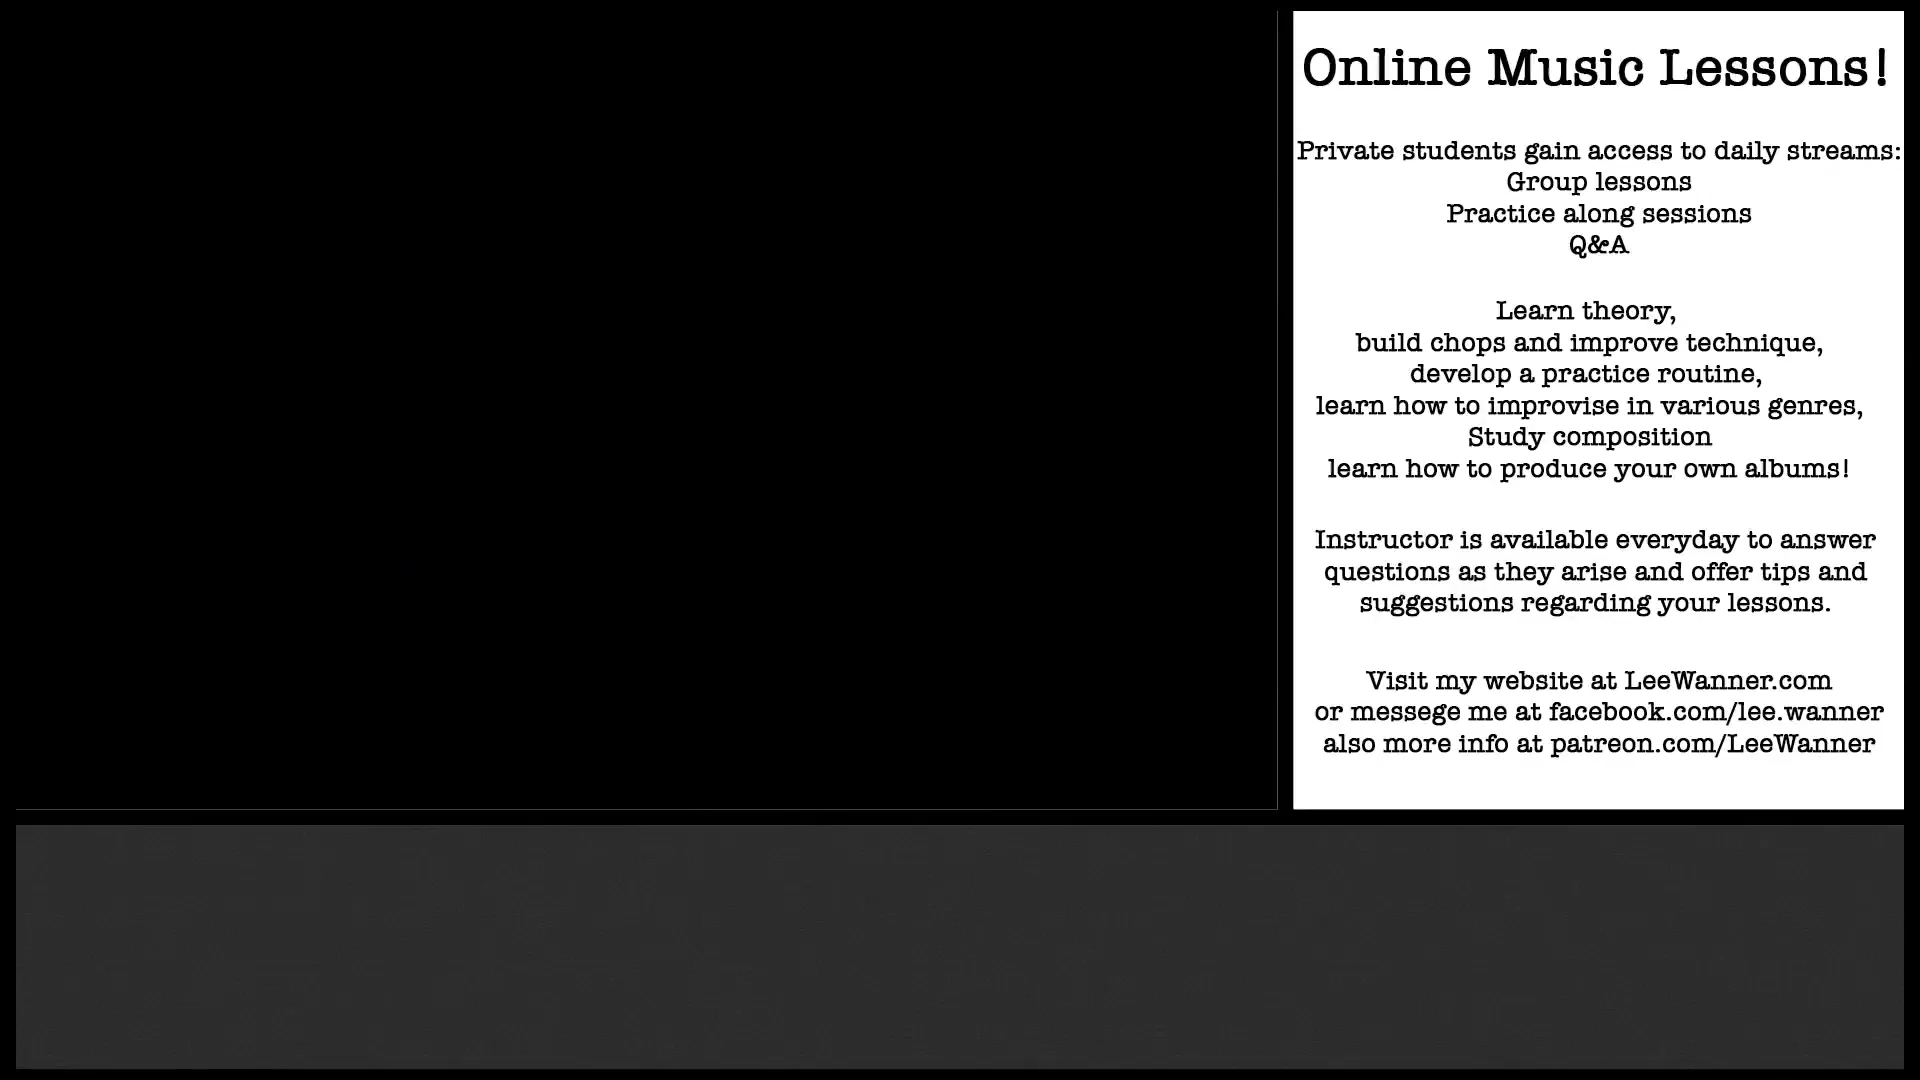 Online Music Lessons!
Private students gain access to daily streams:
Group lessons
Practice along sessions
Q&A
Learn theory,
build chops and improve technique,
develop a practice routine,
learn how to improvise in various genres,
Study composition
learn how to produce your own albums!
Instructor is available everyday to answer
questions as they arise and offer tips and
suggestions regarding your lessons.
Visit my website at LeeWanner.com
or messege me at facebook.com/lee.wanner
also more info at patreon.com/LeeWanner